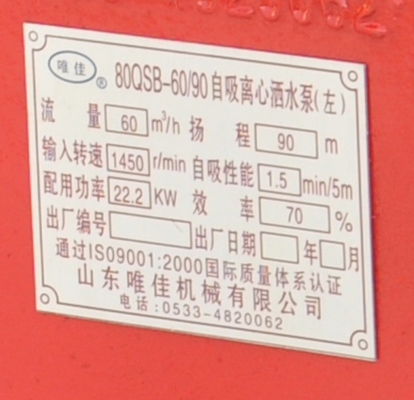 唯佳 ® 80QSB-60/90自吸离心洒水泵(左)
流量 60 m³/h 扬程 90 m
输入转速 1450 r/min 自吸性能 1.5 min/5m
配用功率 22.2 KW 效率 70 %
出厂编号 出厂日期 年 月
通过ISO9001:2000国际质量体系认证
山东唯佳机械有限公司
电话:0533-4820062